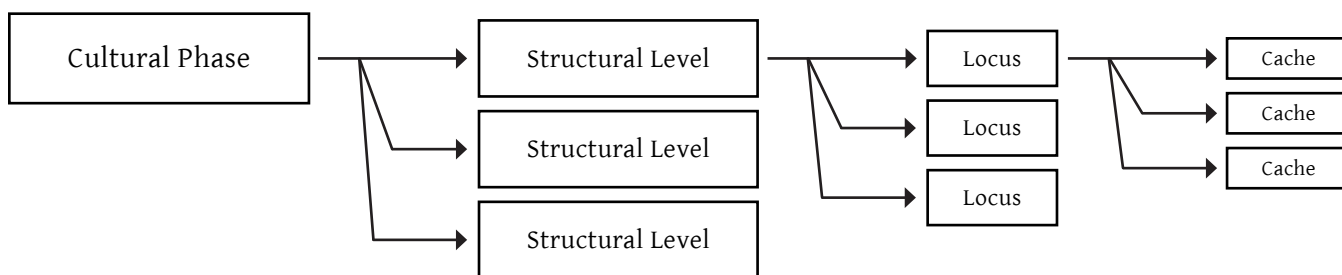 Cultural Phase
Structural Level
Structural Level
Structural Level
Locus
Locus
Locus
Cache
Cache
Cache